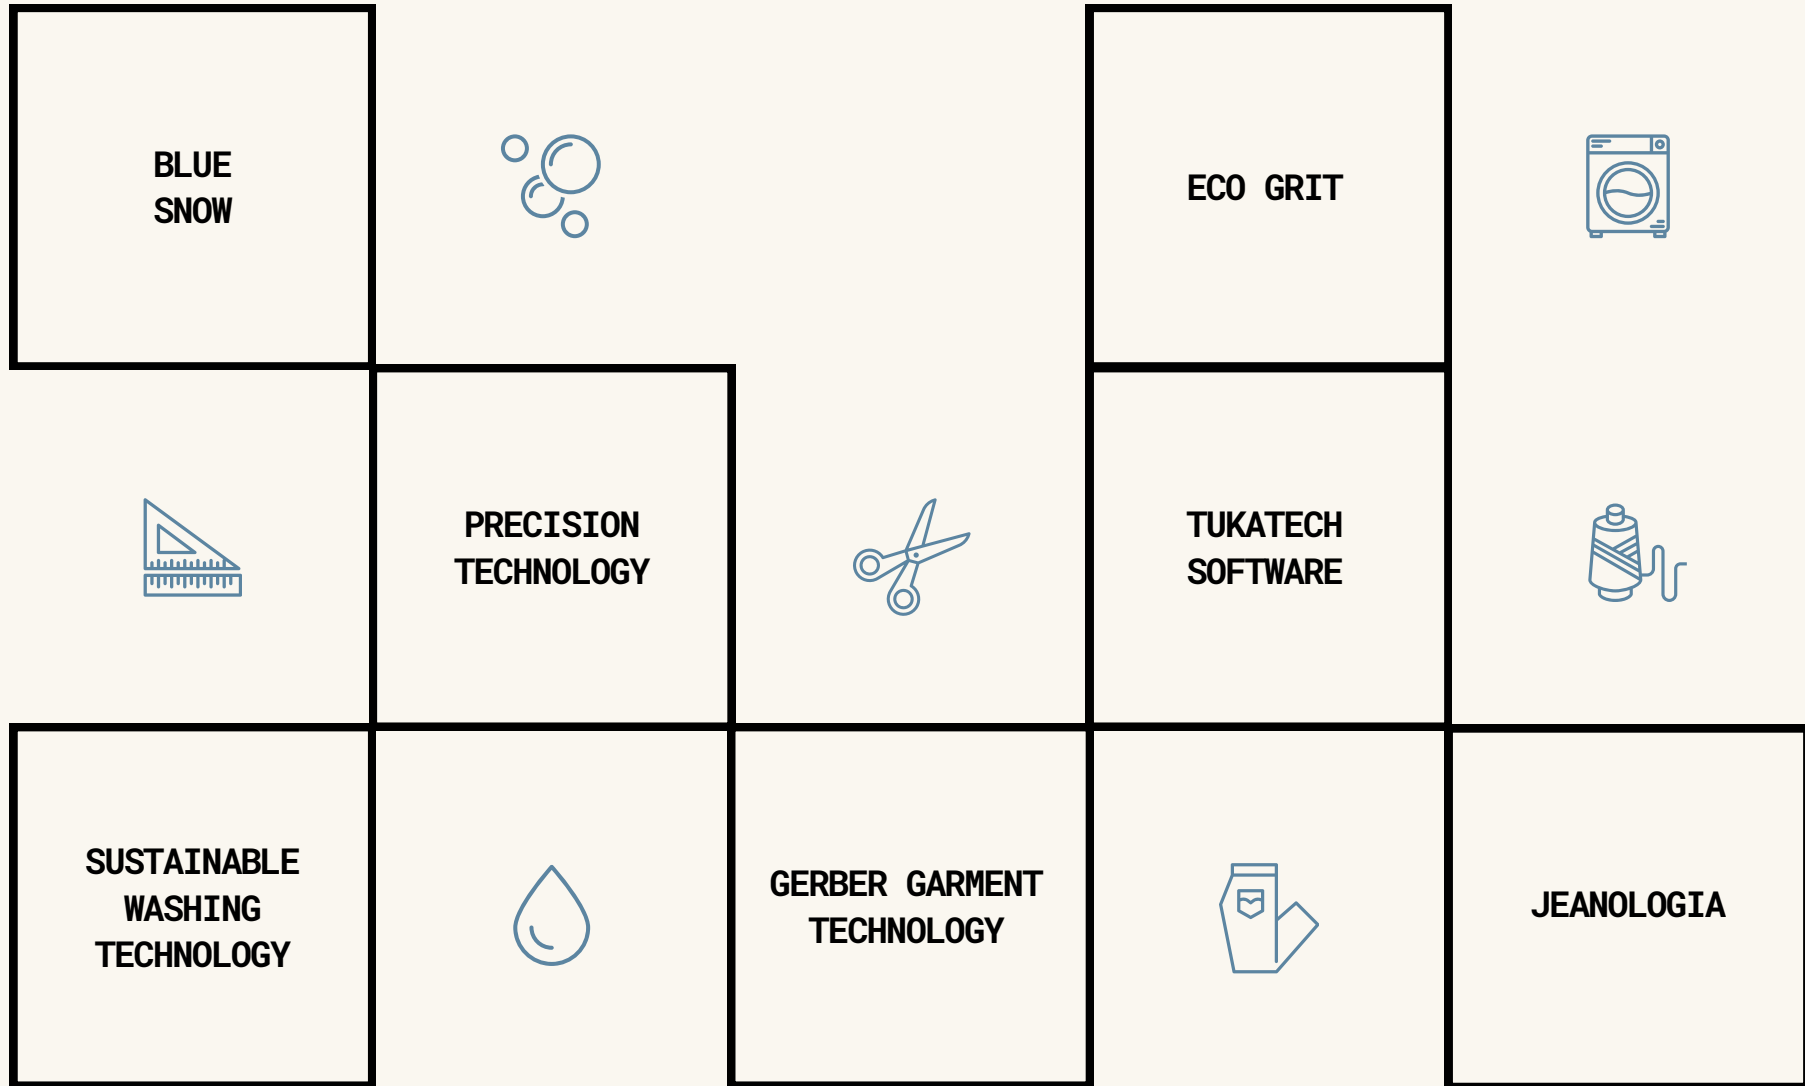 BLUE
SNOW
ECO GRIT
PRECISION
TECHNOLOGY
TUKATECH
SOFTWARE
SUSTAINABLE
WASHING
TECHNOLOGY
GERBER GARMENT
TECHNOLOGY
JEANOLOGIA